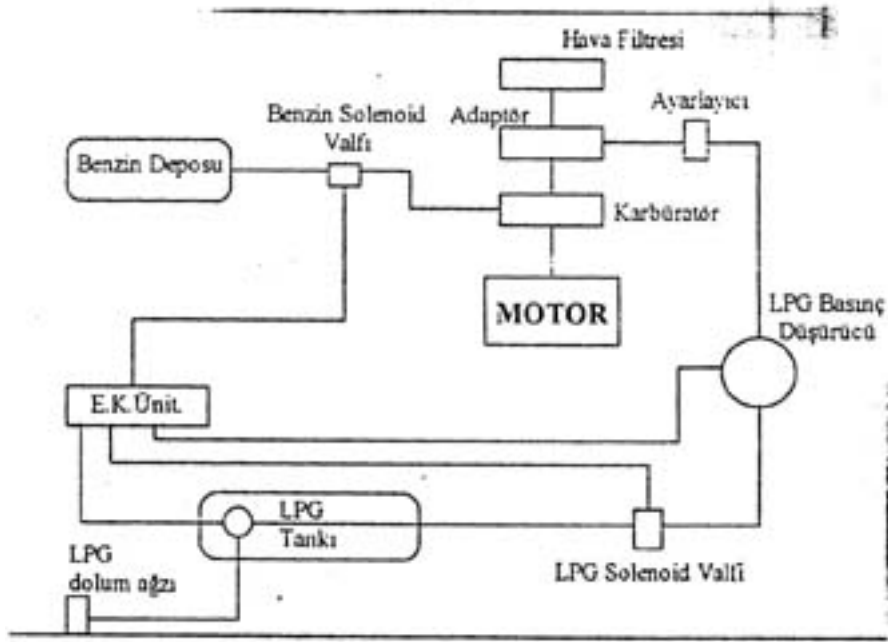 Hava Filtresi
Benzin Solenoid
Valfı
Adaptör
Ayarlayıcı
Benzin Deposu
Karbüratör
MOTOR
LPG Basınç
Düşürücü
E.K.Ünit.
LPG
Tankı
LPG
dolum ağzı
LPG Solenoid Valfi